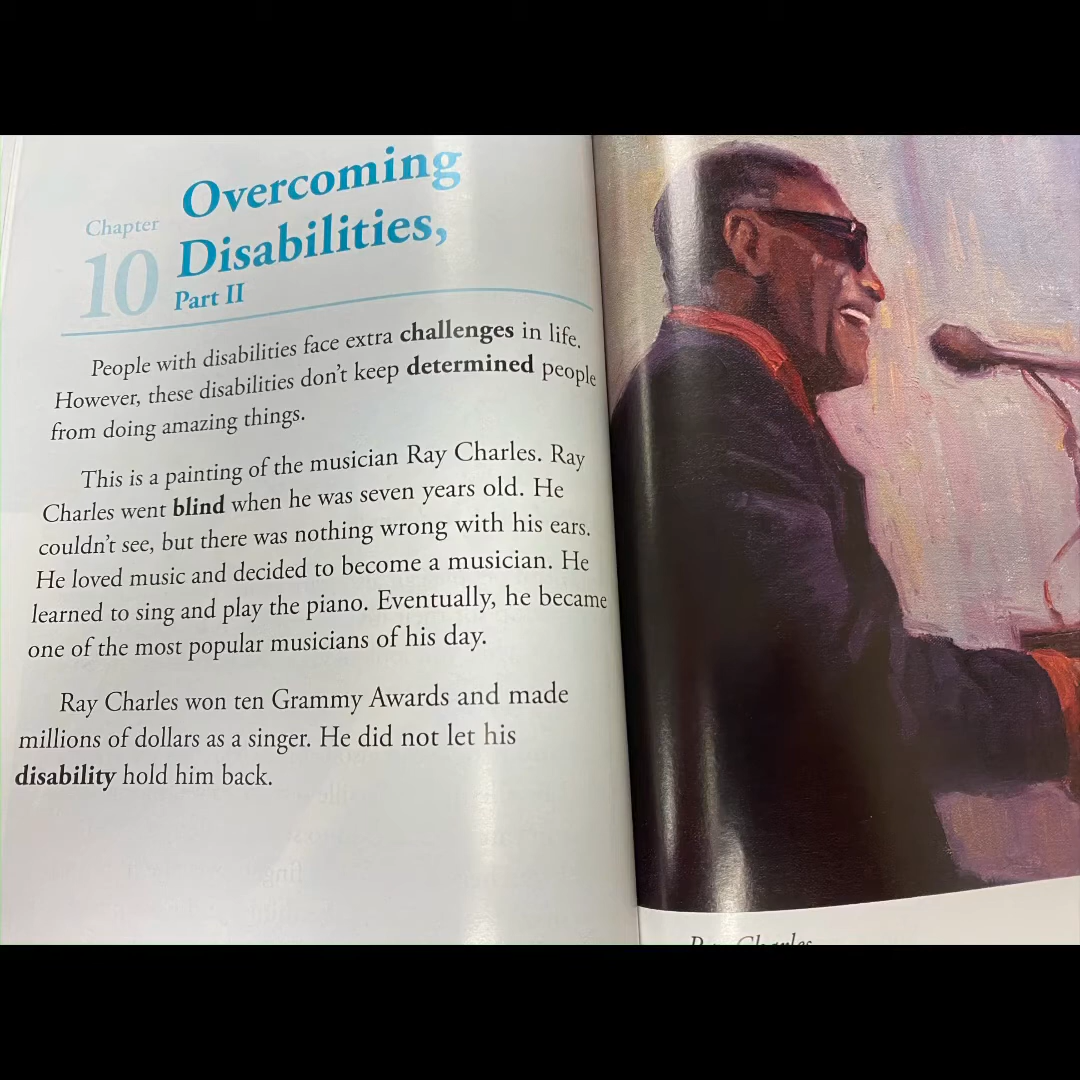 Chapter
10
Overcoming
Disabilities,
Part II
People with disabilities face extra challenges in life.
However, these disabilities don't keep determined people
from doing amazing things.
This is a painting of the musician Ray Charles. Ray
Charles went blind when he was seven years old. He
couldn't see, but there was nothing wrong with his ears.
He loved music and decided to become a musician. He
learned to sing and play the piano. Eventually, he became
one of the most popular musicians of his day.
Ray Charles won ten Grammy Awards and made
millions of dollars as a singer. He did not let his
disability hold him back.
Ray Charles